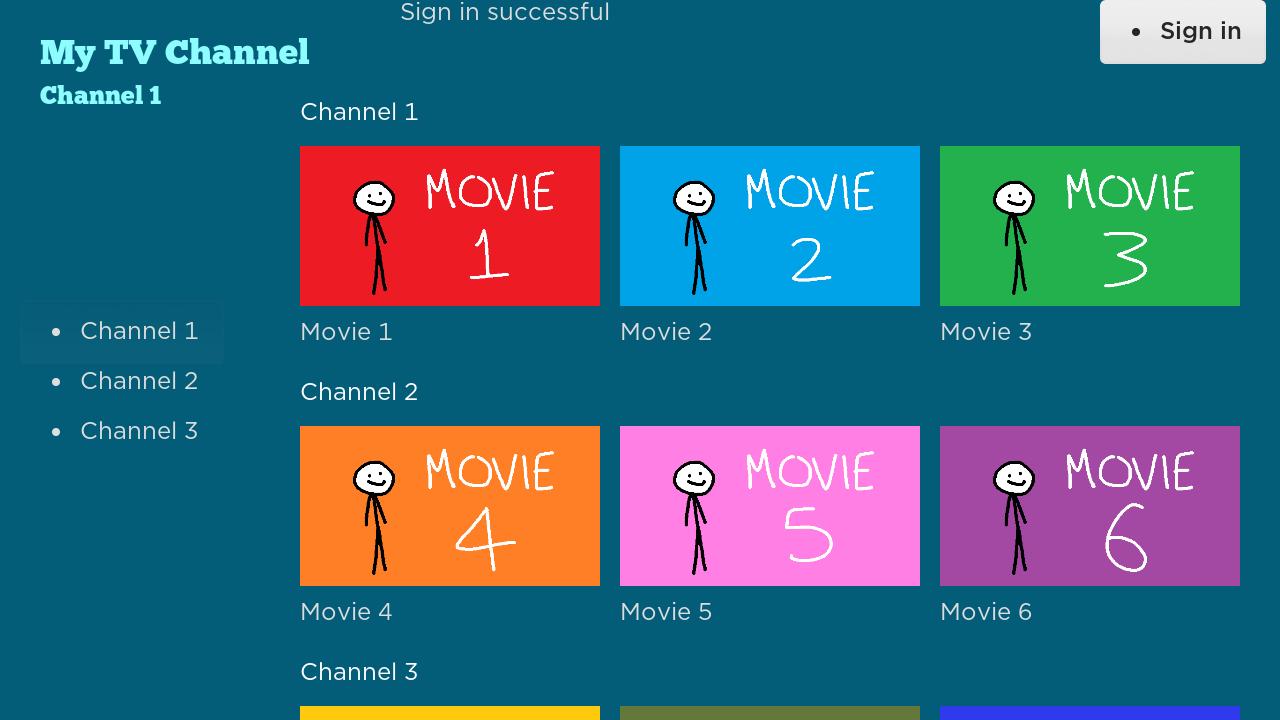 Sign in successful
• Sign in
My TV Channel
Channel 1
Channel 1
MOVIE
1
MOVIE
2
MOVIE
3
Movie 1
Movie 2
Movie 3
• Channel 1
• Channel 2
• Channel 3
Channel 2
MOVIE
4
MOVIE
5
MOVIE
6
Movie 4
Movie 5
Movie 6
Channel 3